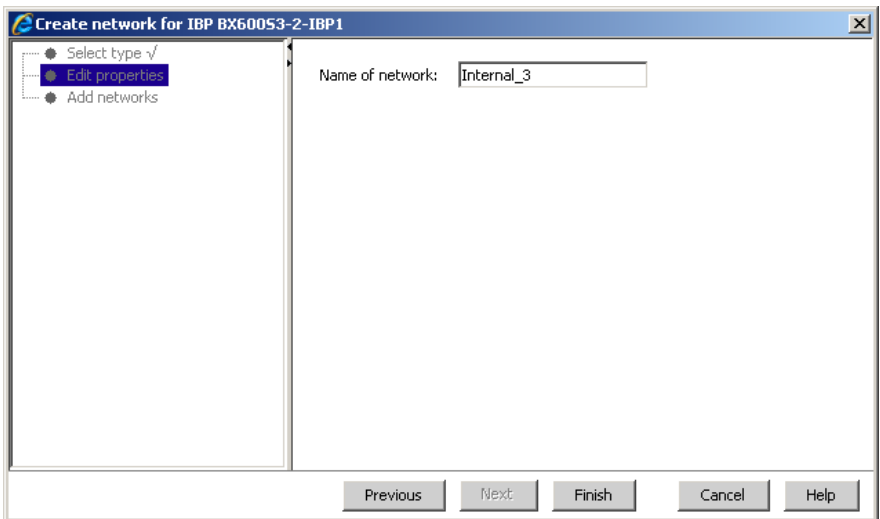 Create network for IBP BX600S3-2-IBP1
Select type √
Edit properties
Add networks
Name of network: Internal_3
Previous Next Finish Cancel Help